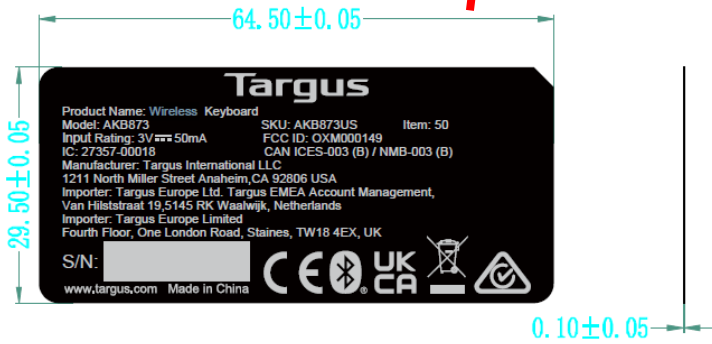 64.50±0.05
Targus
Product Name: Wireless Keyboard
Model: AKB873 SKU: AKB873US Item: 50
Input Rating: 3V⎓50mA FCC ID: OXM000149
IC: 27357-00018 CAN ICES-003 (B) / NMB-003 (B)
Manufacturer: Targus International LLC
1211 North Miller Street Anaheim,CA 92806 USA
Importer: Targus Europe Ltd. Targus EMEA Account Management,
Van Hilststraat 19,5145 RK Waalwijk, Netherlands
Importer: Targus Europe Limited
Fourth Floor, One London Road, Staines, TW18 4EX, UK
S/N:
www.targus.com Made in China
CE
UK
CA
29.50±0.05
0.10±0.05